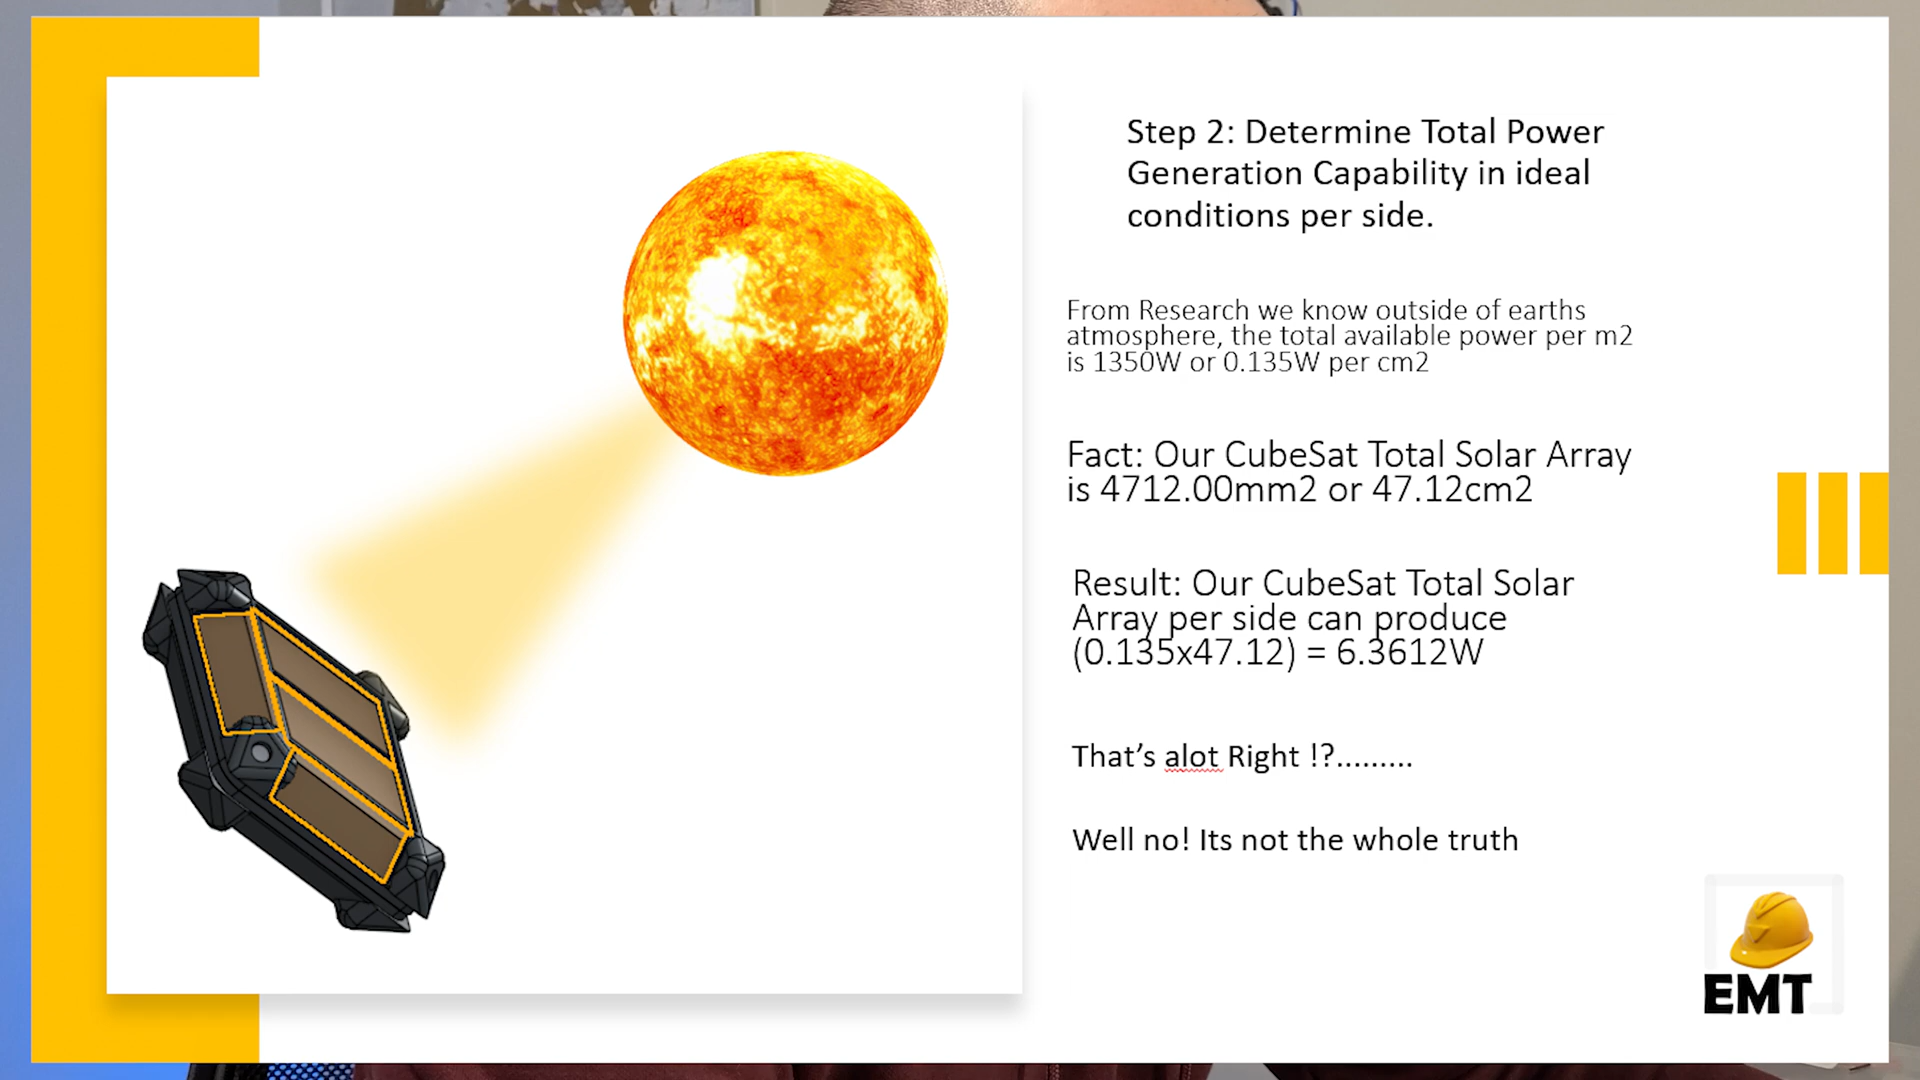 Step 2: Determine Total Power
Generation Capability in ideal
conditions per side.
From Research we know outside of earths
atmosphere, the total available power per m2
is 1350W or 0.135W per cm2
Fact: Our CubeSat Total Solar Array
is 4712.00mm2 or 47.12cm2
Result: Our CubeSat Total Solar
Array per side can produce
(0.135x47.12) = 6.3612W
That’s alot Right !?.........
Well no! Its not the whole truth
EMT